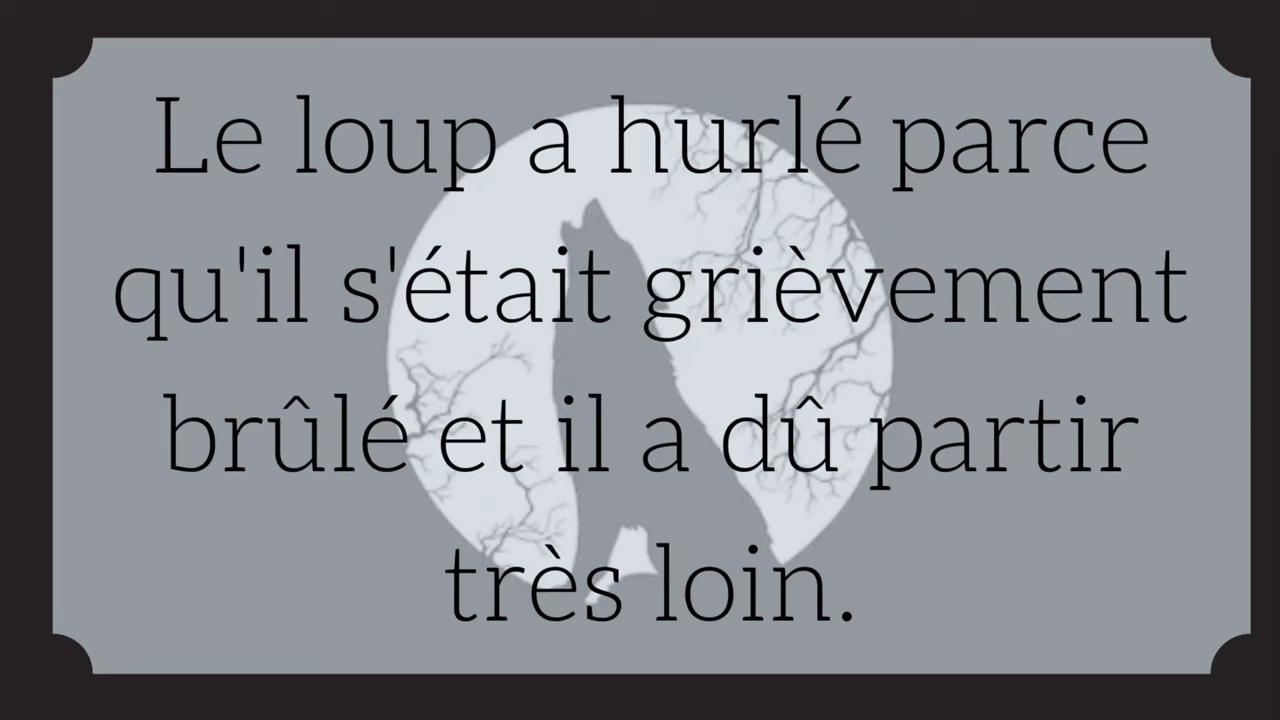 Le loup a hurlé parce
qu'il s'était grièvement
brûlé et il a dû partir
très loin.